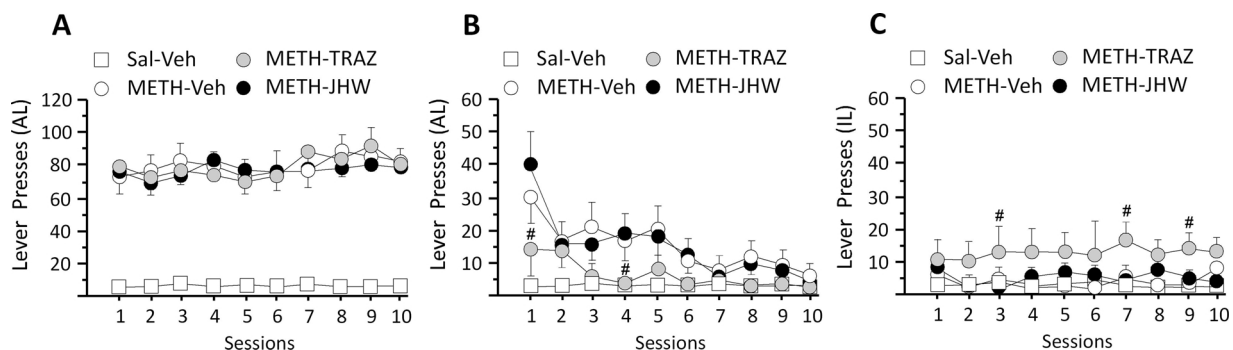 A
Sal-Veh METH-TRAZ
METH-Veh METH-JHW
Lever Presses (AL)
120
100
80
60
40
20
1 2 3 4 5 6 7 8 9 10
Sessions
B
Sal-Veh METH-TRAZ
METH-Veh METH-JHW
Lever Presses (AL)
60
50
40
30
20
10
#
#
1 2 3 4 5 6 7 8 9 10
Sessions
C
Sal-Veh METH-TRAZ
METH-Veh METH-JHW
Lever Presses (IL)
60
50
40
30
20
10
# # #
1 2 3 4 5 6 7 8 9 10
Sessions